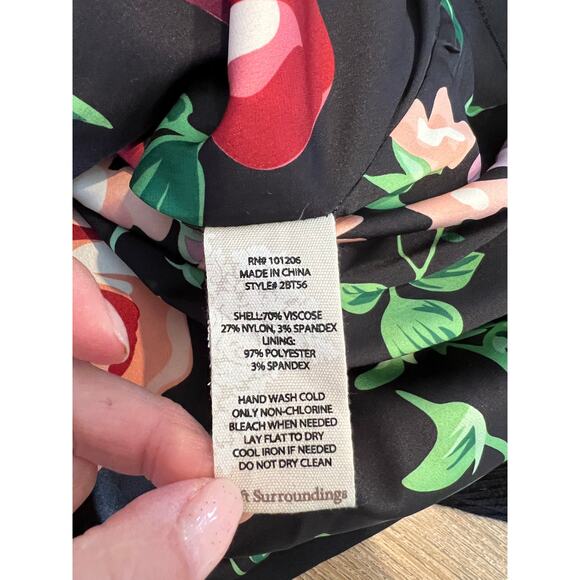 RN# 101206
MADE IN CHINA
STYLE# 2BT56
SHELL:70% VISCOSE
27% NYLON, 3% SPANDEX
LINING:
97% POLYESTER
3% SPANDEX
HAND WASH COLD
ONLY NON-CHLORINE
BLEACH WHEN NEEDED
LAY FLAT TO DRY
COOL IRON IF NEEDED
DO NOT DRY CLEAN
Surroundings